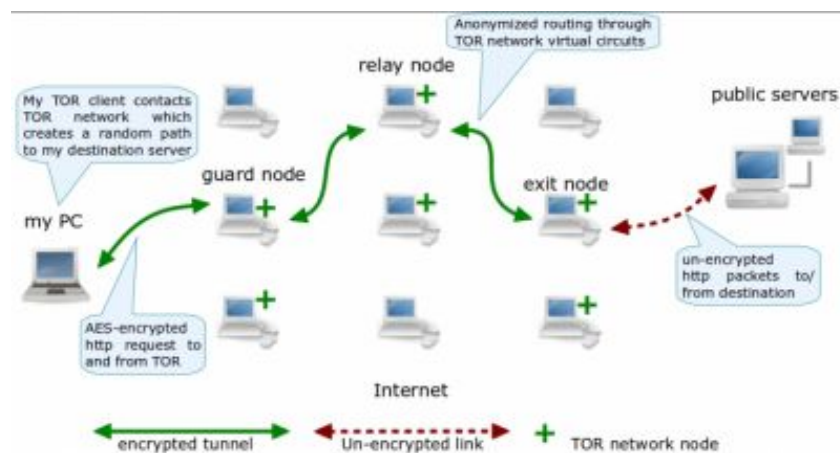 Anonymized routing through
TOR network virtual circuits
relay node
public servers
My TOR client contacts
TOR network which
creates a random path
to my destination server
guard node
exit node
my PC
un-encrypted
http packets to/
from destination
AES-encrypted
http request to
and from TOR
Internet
encrypted tunnel
Un-encrypted link
TOR network node